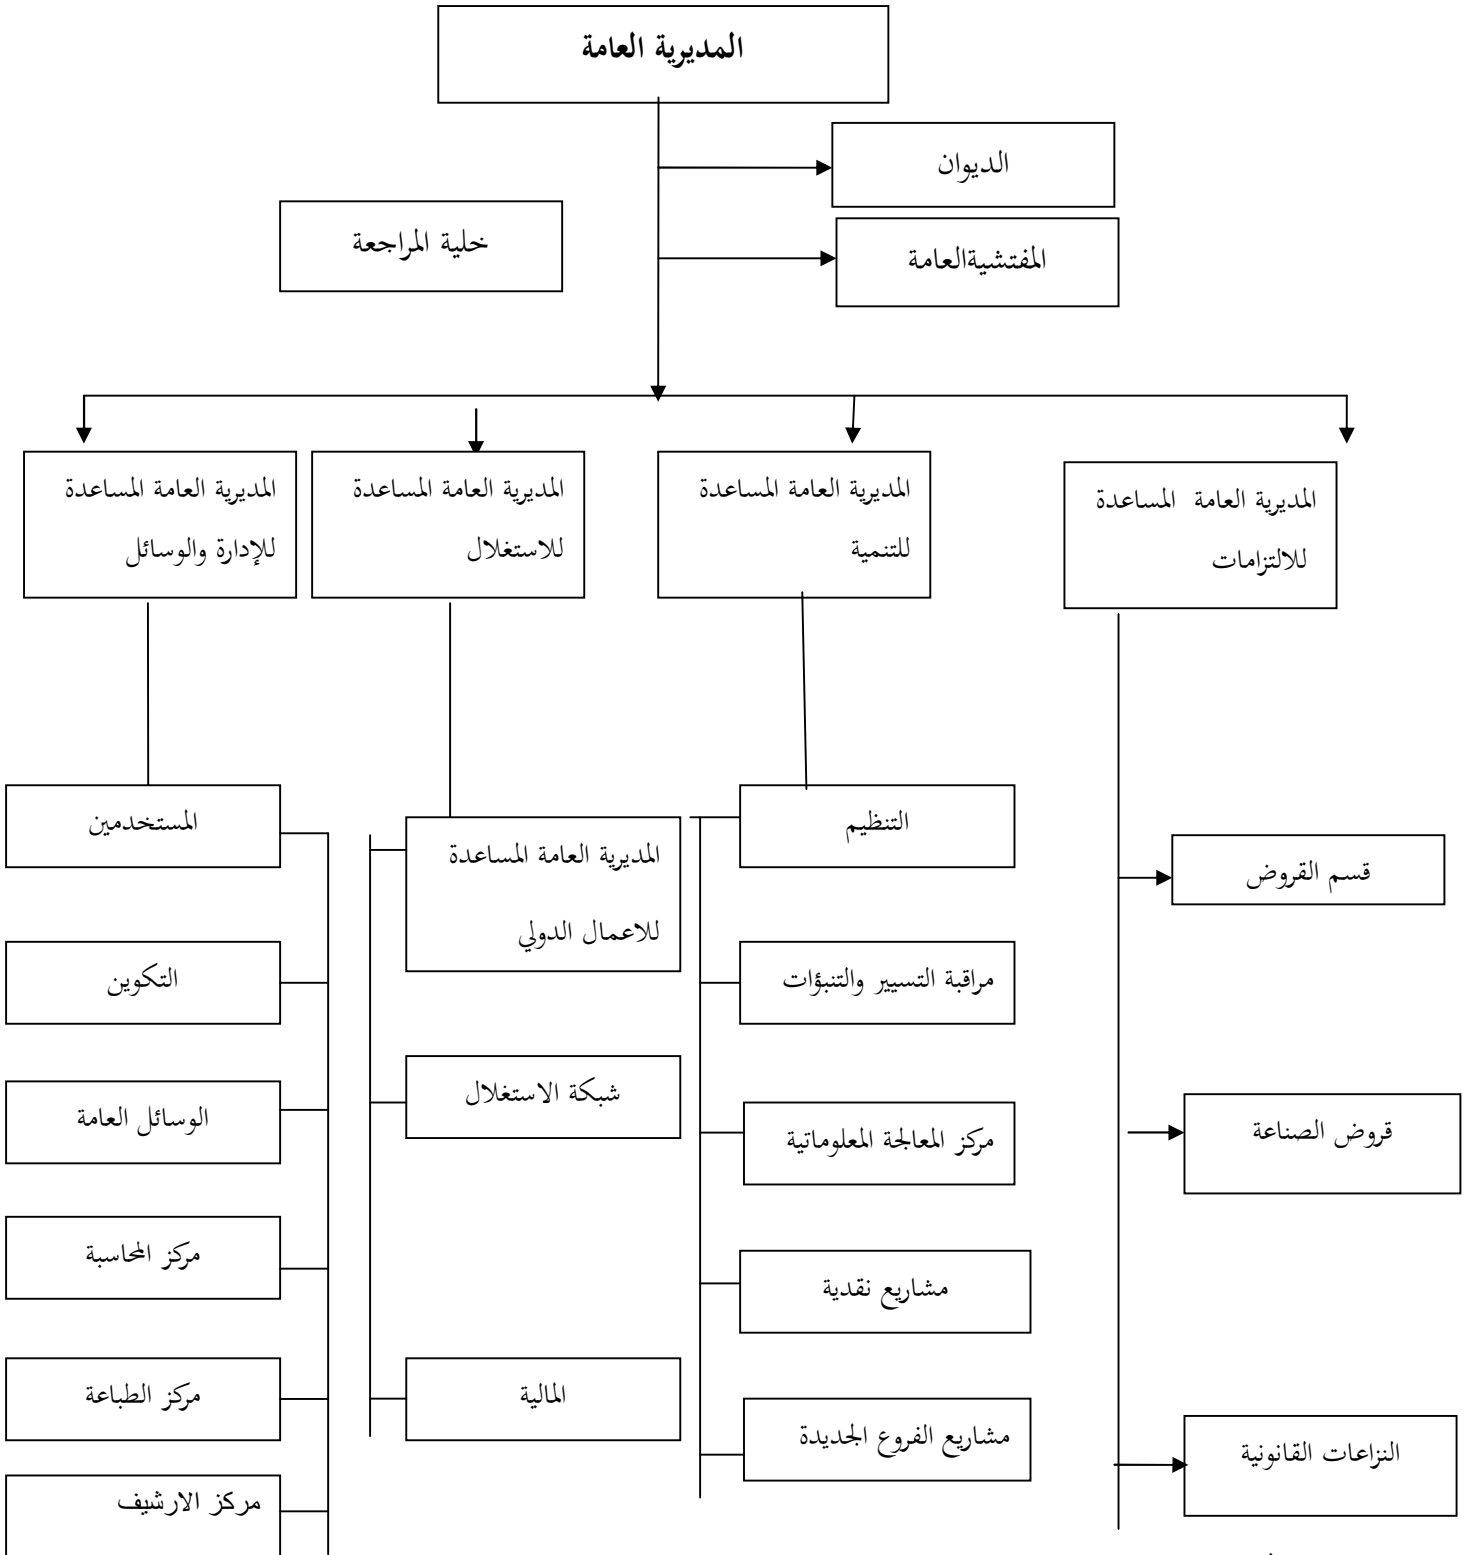 المديرية العامة
الديوان
خلية المراجعة
المفتشيةالعامة
المديرية العامة المساعدة
للالتزامات
المديرية العامة المساعدة
للتنمية
المديرية العامة المساعدة
للاستغلال
المديرية العامة المساعدة
للإدارة والوسائل
قسم القروض
قروض الصناعة
النزاعات القانونية
التنظيم
مراقبة التسيير والتنبؤات
مركز المعالجة المعلوماتية
مشاريع نقدية
مشاريع الفروع الجديدة
المديرية العامة المساعدة
للاعمال الدولي
شبكة الاستغلال
المالية
المستخدمين
التكوين
الوسائل العامة
مركز المحاسبة
مركز الطباعة
مركز الارشيف